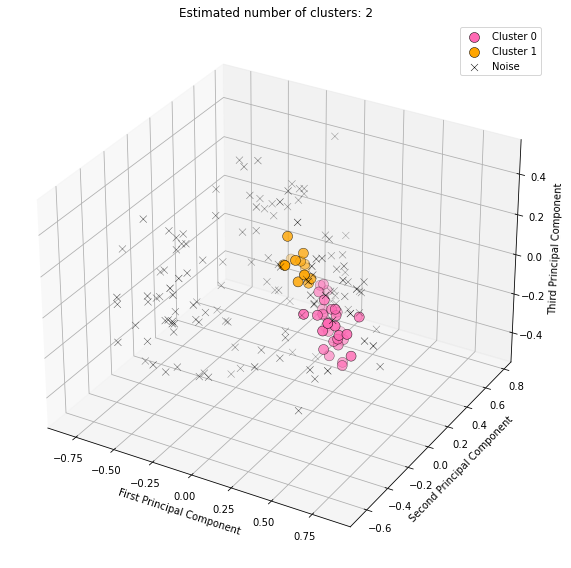 Estimated number of clusters: 2
Cluster 0
Cluster 1
Noise
0.4
0.2
0.0
−0.2
−0.4
Third Principal Component
0.8
0.6
0.4
0.2
0.0
−0.2
−0.4
−0.6
Second Principal Component
−0.75
−0.50
−0.25
0.00
0.25
0.50
0.75
First Principal Component